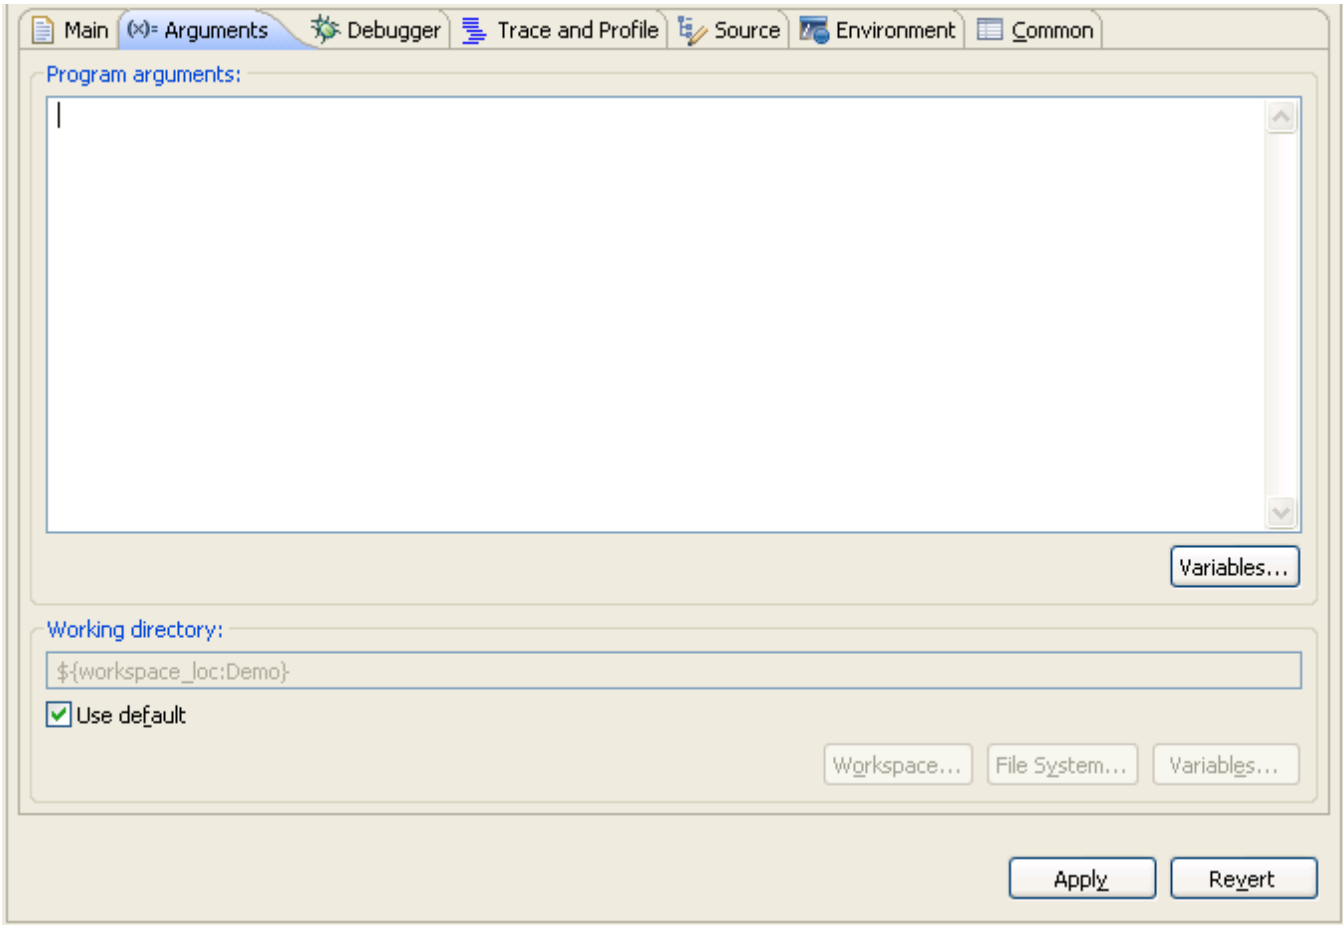 Main (x)= Arguments Debugger Trace and Profile Source Environment Common
Program arguments:
Variables...
Working directory:
${workspace_loc:Demo}
Use default
Workspace... File System... Variables...
Apply Revert